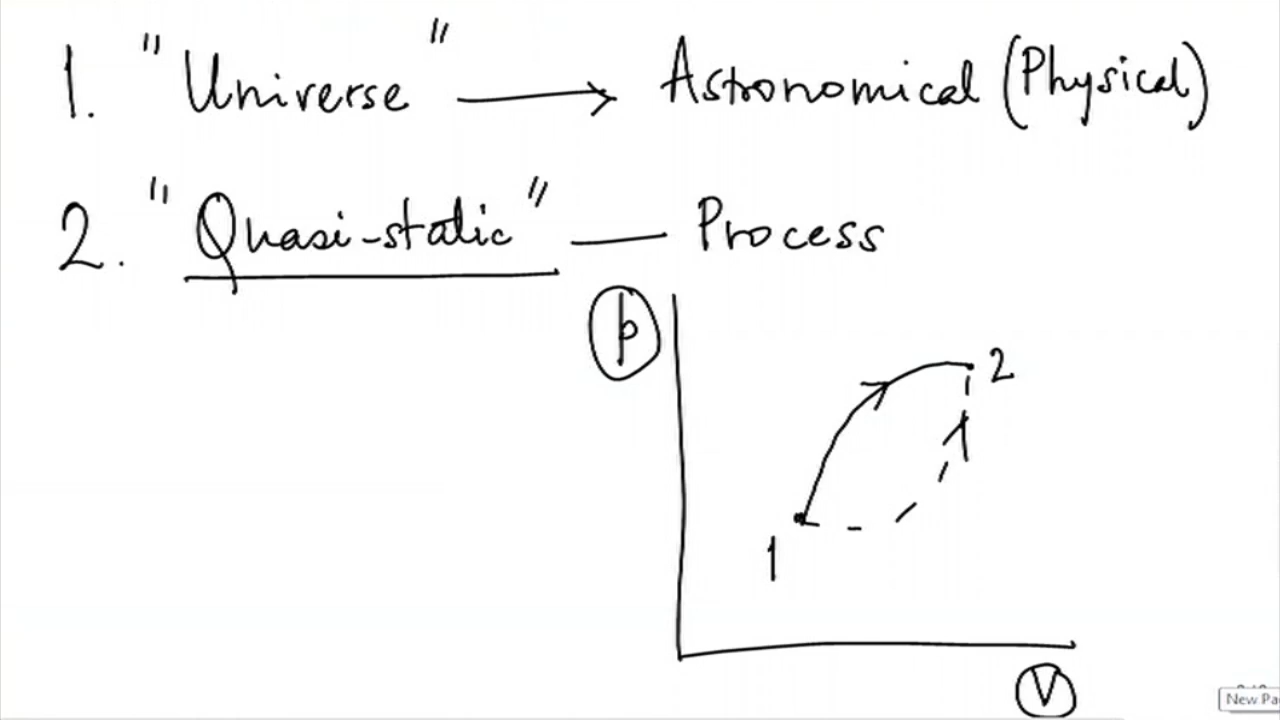 1. "Universe" → Astronomical (Physical)
2. "Quasi-static" — Process
p
2
1
V
New Pa